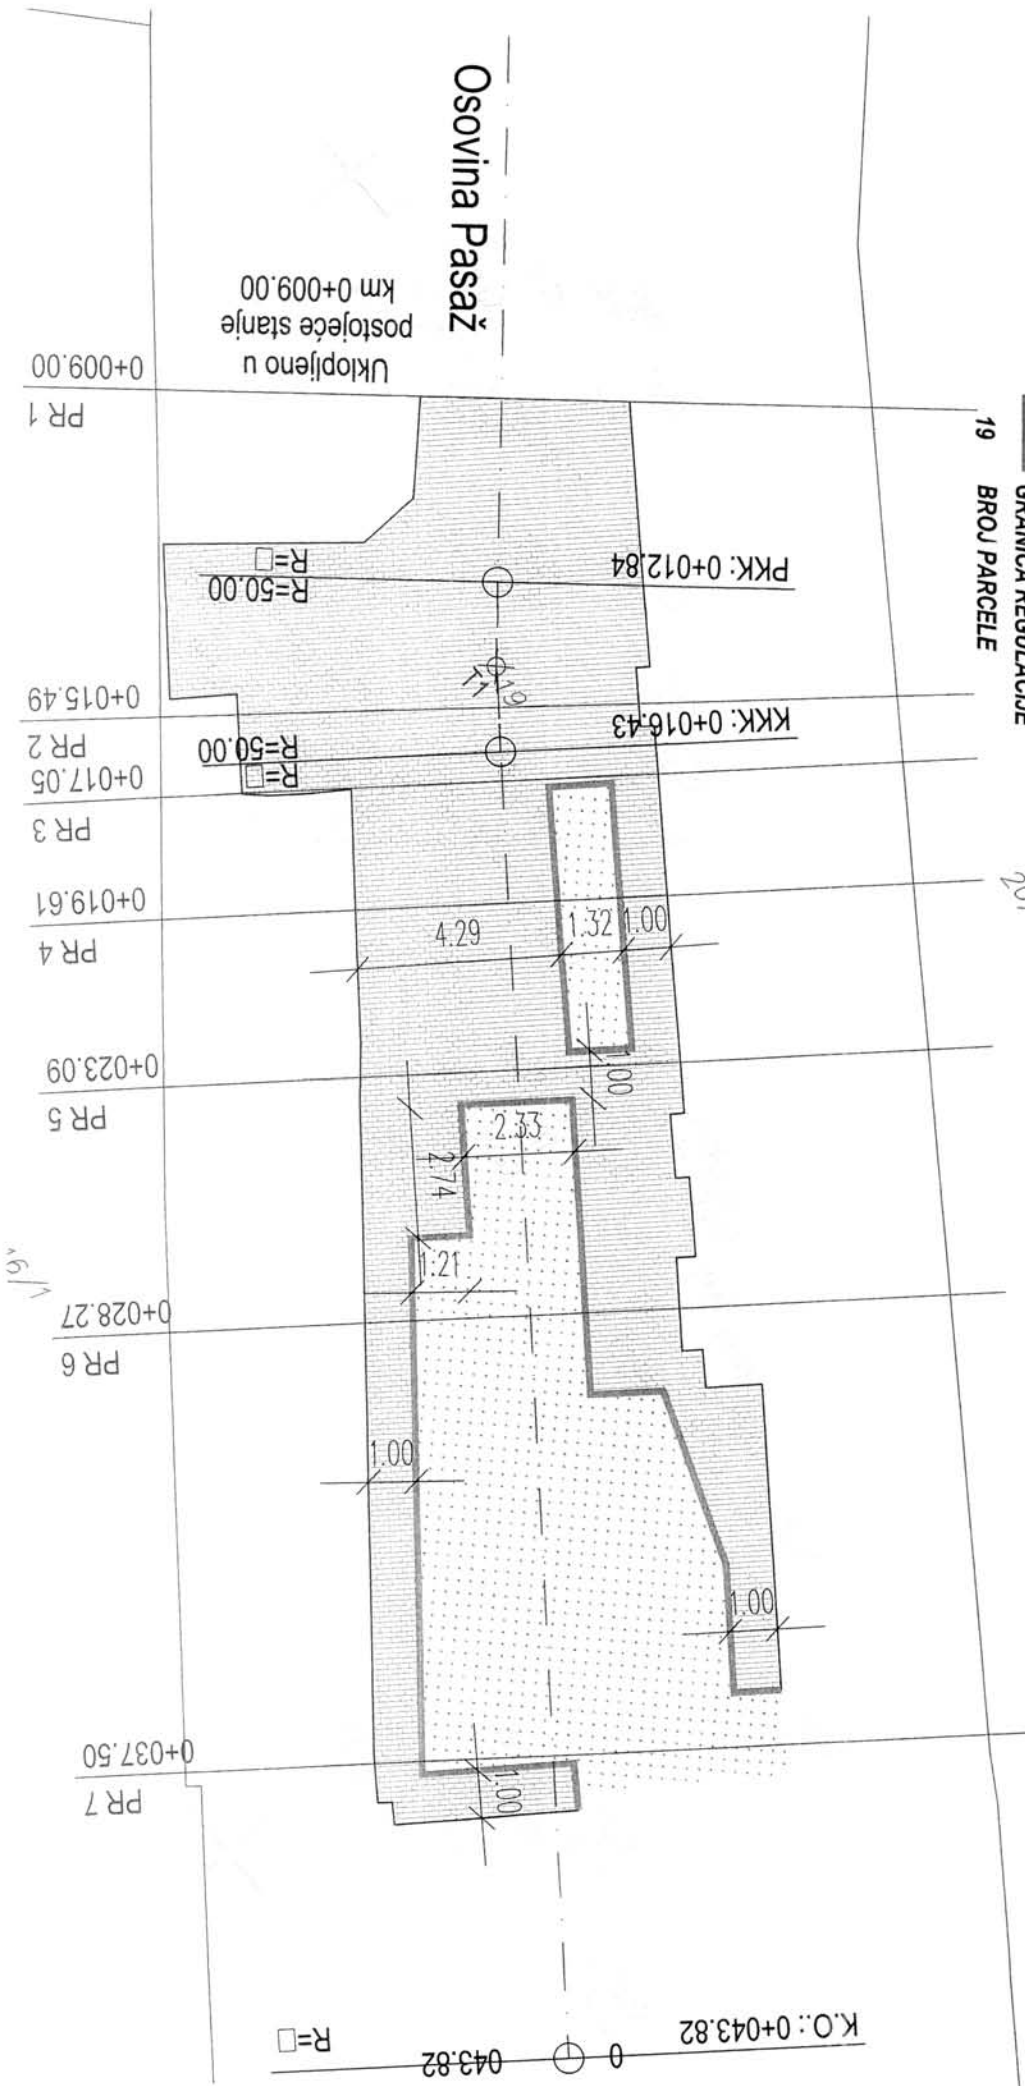 Osovina Pasaž
Uklopljeno u
postojeće stanje
km 0+009.00
0+009.00
PR 1
19 BROJ PARCELE
GRANICA REGULACIJE
R=□
R=50.00
PKK: 0+012.84
T1
0+015.49
PR 2
R=50.00
R=□
KKK: 0+016.43
0+017.05
PR 3
0+019.61
PR 4
4.29
1.32
1.00
0+023.09
PR 5
1.00
2.33
2.74
1.21
0+028.27
PR 6
1.00
1.00
0+037.50
PR 7
1.00
R=□
043.82
0
K.O.: 0+043.82